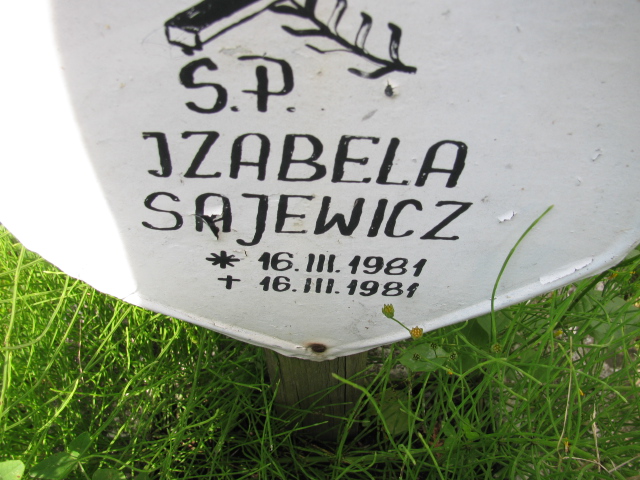 Ś.P.
IZABELA
SAJEWICZ
* 16.III.1981
+ 16.III.1981